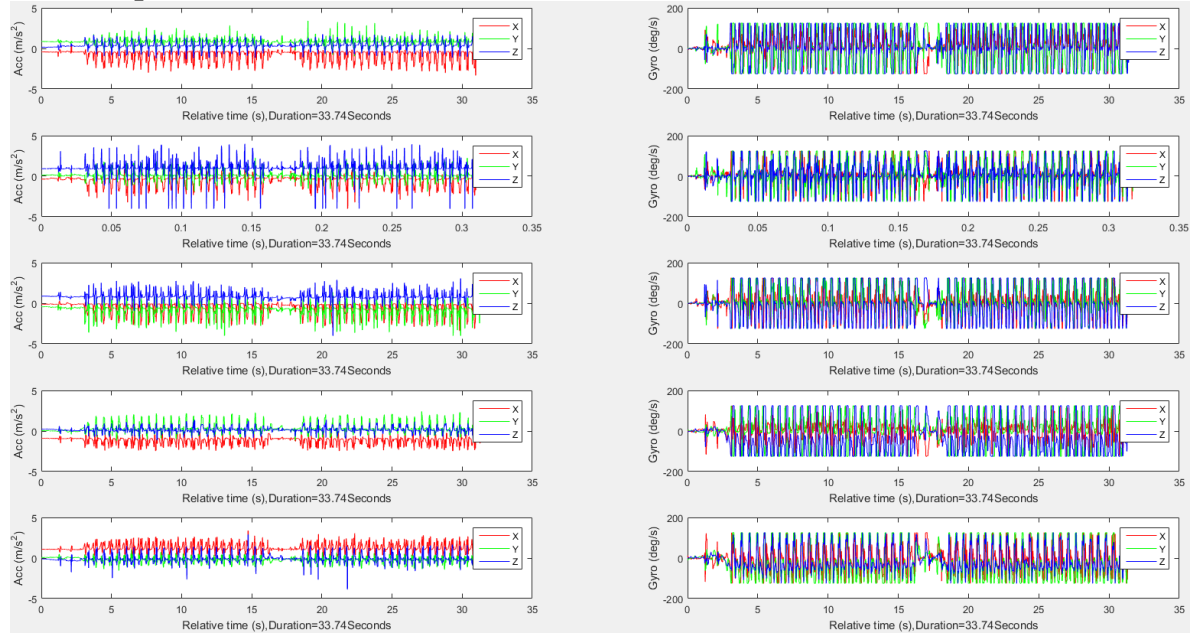 Acc (m/s²)
5
0
-5
X
Y
Z
0 5 10 15 20 25 30 35
Relative time (s),Duration=33.74Seconds
Gyro (deg/s)
200
0
-200
X
Y
Z
0 5 10 15 20 25 30 35
Relative time (s),Duration=33.74Seconds
Acc (m/s²)
5
0
-5
X
Y
Z
0 0.05 0.1 0.15 0.2 0.25 0.3 0.35
Relative time (s),Duration=33.74Seconds
Gyro (deg/s)
200
0
-200
X
Y
Z
0 0.05 0.1 0.15 0.2 0.25 0.3 0.35
Relative time (s),Duration=33.74Seconds
Acc (m/s²)
5
0
-5
X
Y
Z
0 5 10 15 20 25 30 35
Relative time (s),Duration=33.74Seconds
Gyro (deg/s)
200
0
-200
X
Y
Z
0 5 10 15 20 25 30 35
Relative time (s),Duration=33.74Seconds
Acc (m/s²)
5
0
-5
X
Y
Z
0 5 10 15 20 25 30 35
Relative time (s),Duration=33.74Seconds
Gyro (deg/s)
200
0
-200
X
Y
Z
0 5 10 15 20 25 30 35
Relative time (s),Duration=33.74Seconds
Acc (m/s²)
5
0
-5
X
Y
Z
0 5 10 15 20 25 30 35
Relative time (s),Duration=33.74Seconds
Gyro (deg/s)
200
0
-200
X
Y
Z
0 5 10 15 20 25 30 35
Relative time (s),Duration=33.74Seconds